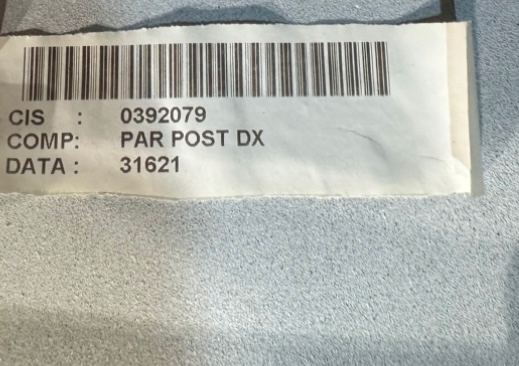 CIS : 0392079
COMP: PAR POST DX
DATA : 31621